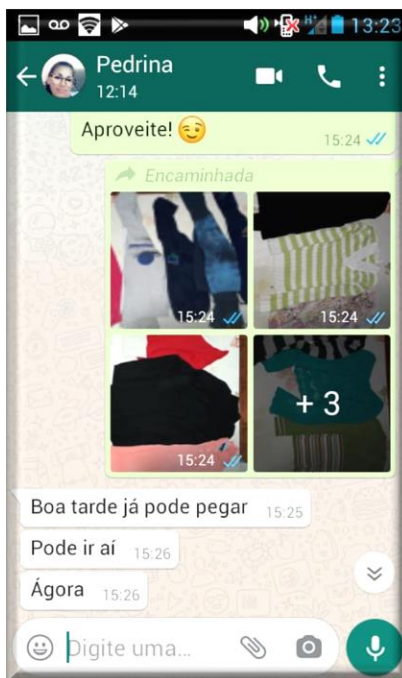 13:23
Pedrina
12:14
Aproveite! 😉
15:24
Encaminhada
15:24
15:24
15:24
+ 3
Boa tarde já pode pegar 15:25
Pode ir aí 15:26
Ágora 15:26
Digite uma...